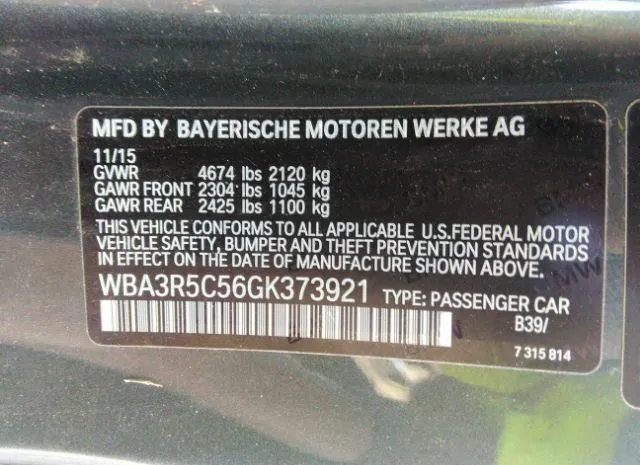 MFD BY BAYERISCHE MOTOREN WERKE AG
11/15
GVWR 4674 lbs 2120 kg
GAWR FRONT 2304 lbs 1045 kg
GAWR REAR 2425 lbs 1100 kg
THIS VEHICLE CONFORMS TO ALL APPLICABLE U.S.FEDERAL MOTOR
VEHICLE SAFETY, BUMPER AND THEFT PREVENTION STANDARDS
IN EFFECT ON THE DATE OF MANUFACTURE SHOWN ABOVE.
WBA3R5C56GK373921 TYPE: PASSENGER CAR
B39/
7 315 814